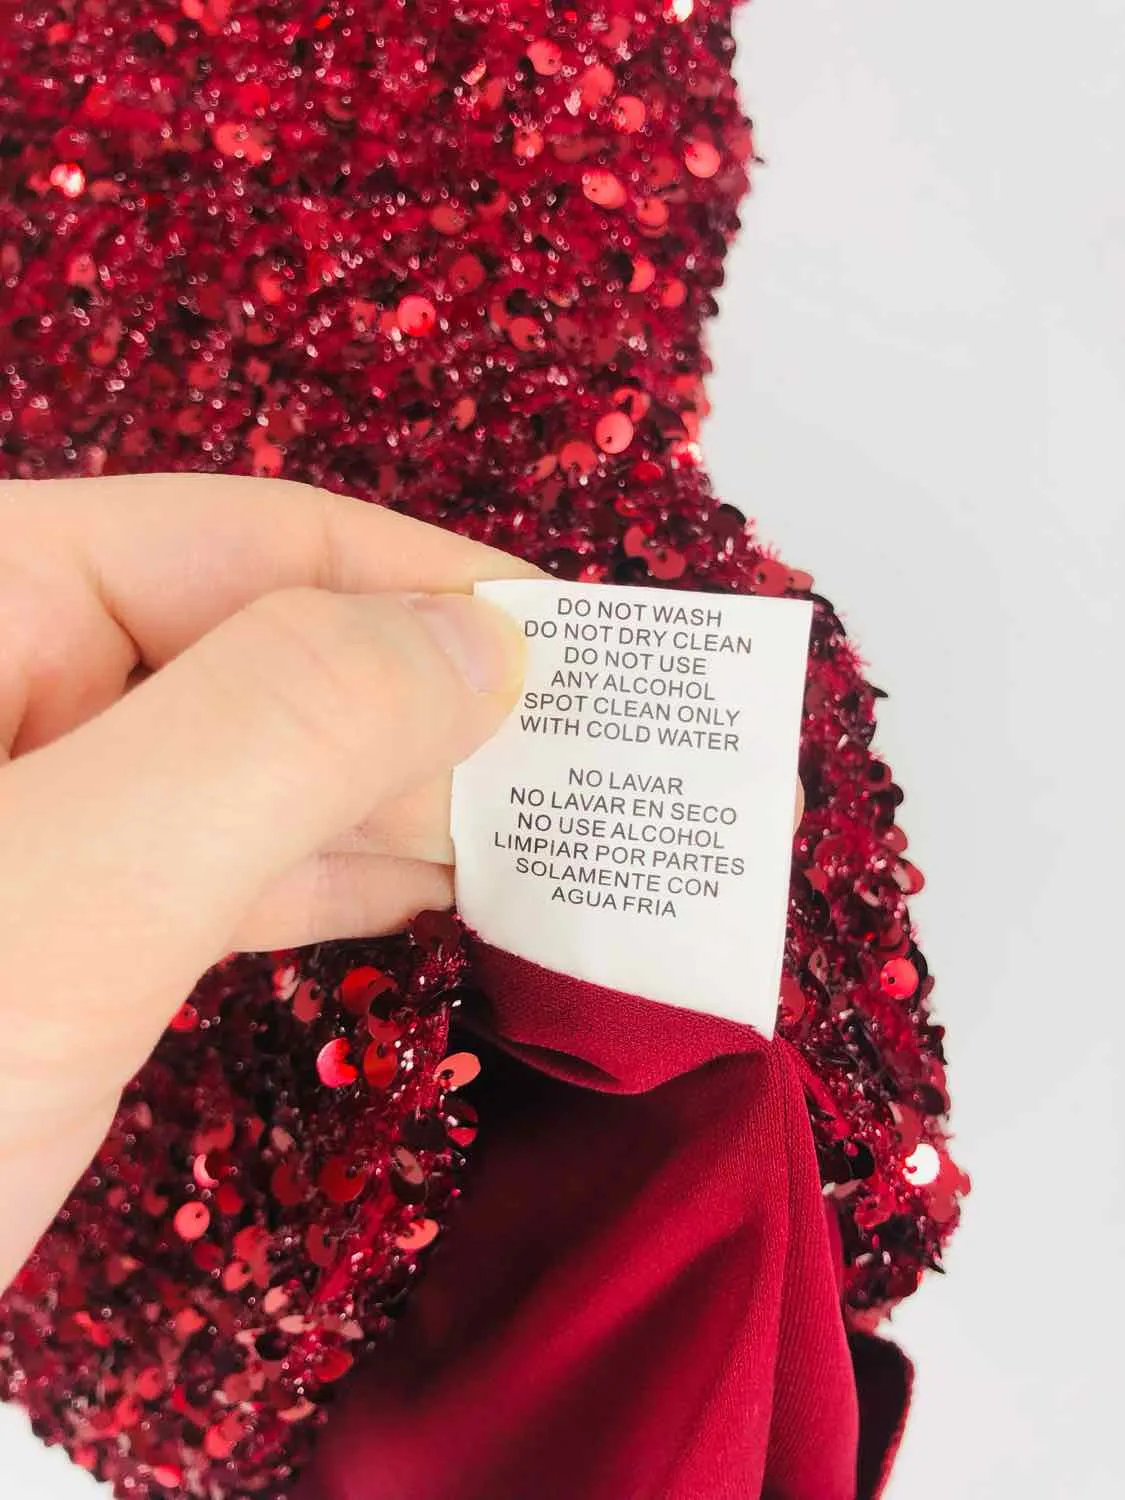 DO NOT WASH
DO NOT DRY CLEAN
DO NOT USE
ANY ALCOHOL
SPOT CLEAN ONLY
WITH COLD WATER
NO LAVAR
NO LAVAR EN SECO
NO USE ALCOHOL
LIMPIAR POR PARTES
SOLAMENTE CON
AGUA FRIA